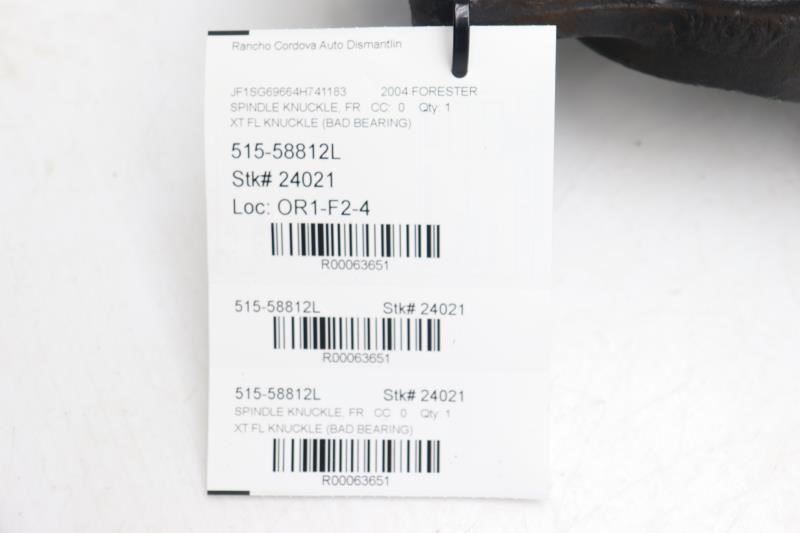 Rancho Cordova Auto Dismantlin
JF1SG69664H741183 2004 FORESTER
SPINDLE KNUCKLE, FR CC: 0 Qty: 1
XT FL KNUCKLE (BAD BEARING)
515-58812L
Stk# 24021
Loc: OR1-F2-4
R00063651
515-58812L Stk# 24021
R00063651
515-58812L Stk# 24021
SPINDLE KNUCKLE, FR CC: 0 Qty: 1
XT FL KNUCKLE (BAD BEARING)
R00063651